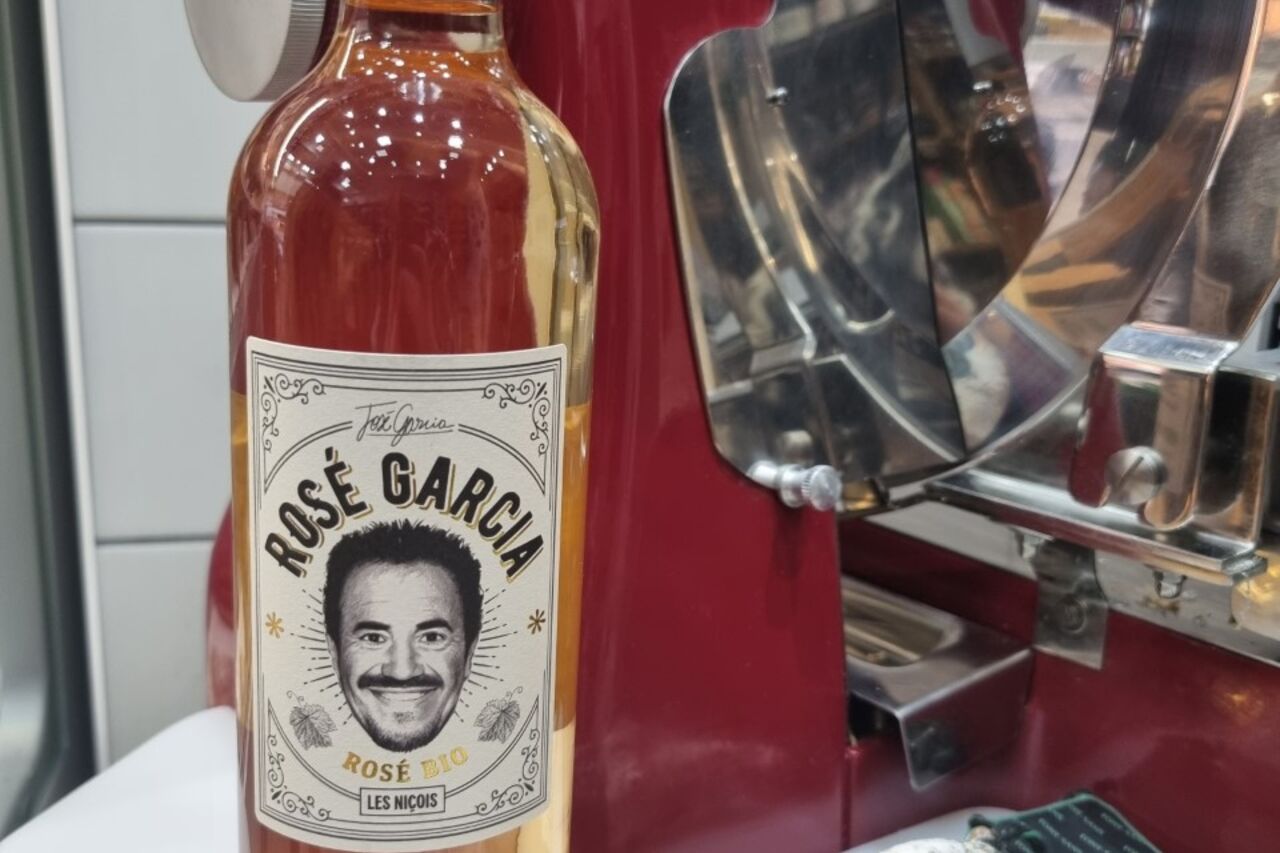 José Garcia
ROSÉ GARCIA
ROSÉ BIO
LES NIÇOIS